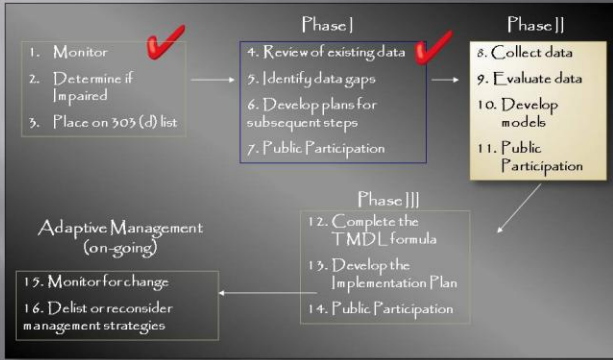 1. Monitor
2. Determine if
Impaired
3. Place on 303 (d) list
Phase I
4. Review of existing data
5. Identify data gaps
6. Develop plans for
subsequent steps
7. Public Participation
Phase II
8. Collect data
9. Evaluate data
10. Develop
models
11. Public
Participation
Phase III
12. Complete the
TMDL formula
13. Develop the
Implementation Plan
14. Public Participation
Adaptive Management
(on-going)
15. Monitor for change
16. Delist or reconsider
management strategies